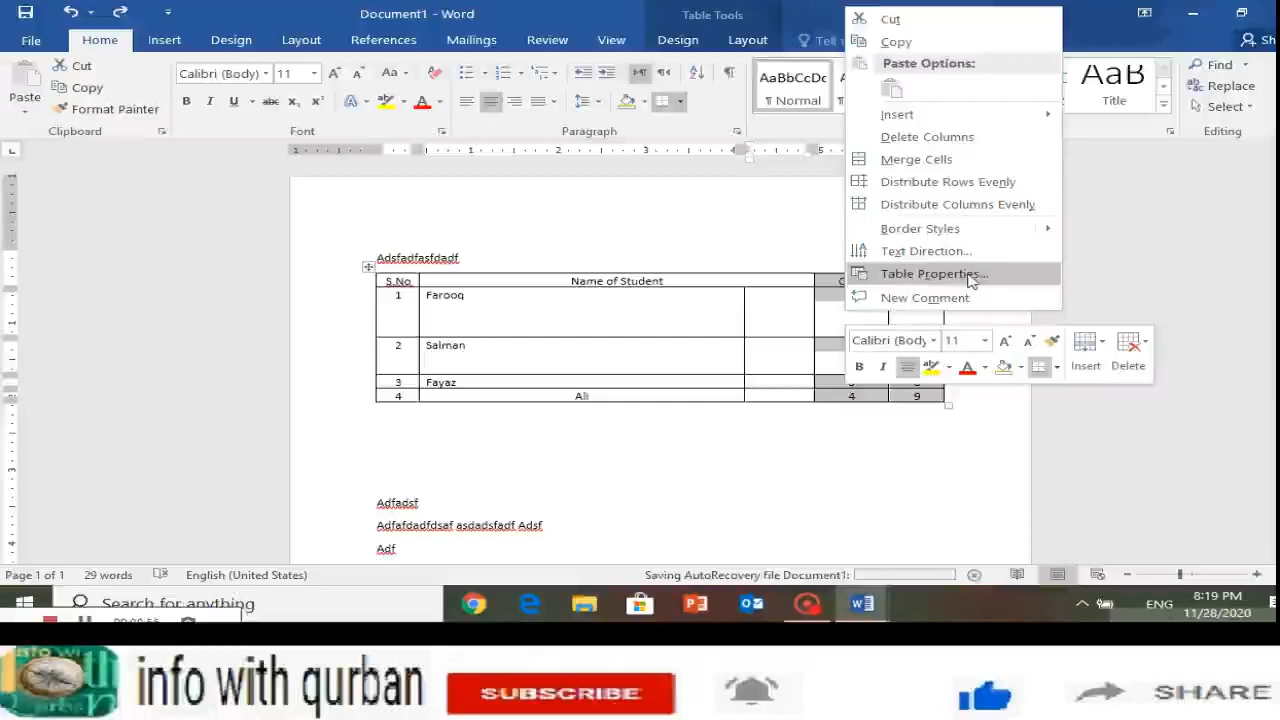 Document1 - Word
Table Tools
File
Home
Insert
Design
Layout
References
Mailings
Review
View
Design
Layout
Tell
Sh
Paste
Cut
Copy
Format Painter
Clipboard
Calibri (Body)
11
Font
Paragraph
AaBbCcDc
¶ Normal
AaB
Title
Find
Replace
Select
Editing
Cut
Copy
Paste Options:
Insert
Delete Columns
Merge Cells
Distribute Rows Evenly
Distribute Columns Evenly
Border Styles
Text Direction...
Table Properties...
New Comment
Calibri (Body
11
Insert
Delete
Adsfadfasfdadf
S.No
Name of Student
1
Farooq
2
Salman
3
Fayaz
4
Ali
4
9
Adfadsf
Adfafdadfdsaf asdadsfadf Adsf
Adf
Page 1 of 1
29 words
English (United States)
Saving AutoRecovery file Document1:
Search for anything
ENG
8:19 PM
11/28/2020
info with qurban
SUBSCRIBE
SHARE